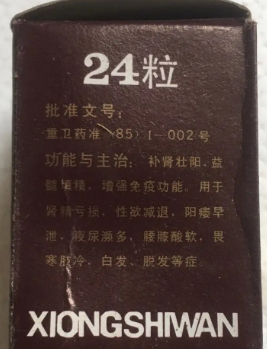 24粒
批准文号：
重卫药准（85）I—002号
功能与主治：补肾壮阳，益
髓填精，增强免疫功能。用于
肾精亏损，性欲减退，阳痿早
泄，夜尿濒多，腰膝酸软，畏
寒肢冷，白发、脱发等症。
XIONGSHIWAN